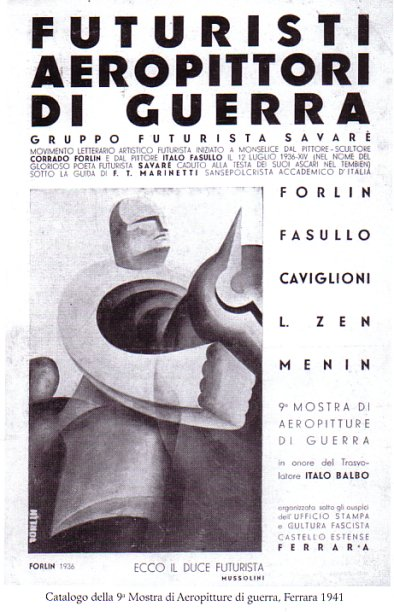 FUTURISTI
AEROPITTORI
DI GUERRA
GRUPPO FUTURISTA SAVARÈ
MOVIMENTO LETTERARIO ARTISTICO FUTURISTA INIZIATO A MONSELICE DAL PITTORE - SCULTORE
CORRADO FORLIN E DAL PITTORE ITALO FASULLO IL 12 LUGLIO 1936-XIV (NEL NOME DEL
GLORIOSO POETA FUTURISTA SAVARÈ CADUTO ALLA TESTA DEI SUOI ASCARI NEL TEMBIEN)
SOTTO LA GUIDA DI F. T. MARINETTI SANSEPOLCRISTA ACCADEMICO D'ITALIA
FORLIN
FASULLO
CAVIGLIONI
L. ZEN
MENIN
9ª MOSTRA DI
AEROPITTURE
DI GUERRA
in onore del Trasvo-
latore ITALO BALBO
organizzata sotto gli auspici
dell'UFFICIO STAMPA
e CULTURA FASCISTA
CASTELLO ESTENSE
FERRARA
FORLIN
FORLIN 1936
ECCO IL DUCE FUTURISTA
MUSSOLINI
Catalogo della 9ª Mostra di Aeropitture di guerra, Ferrara 1941